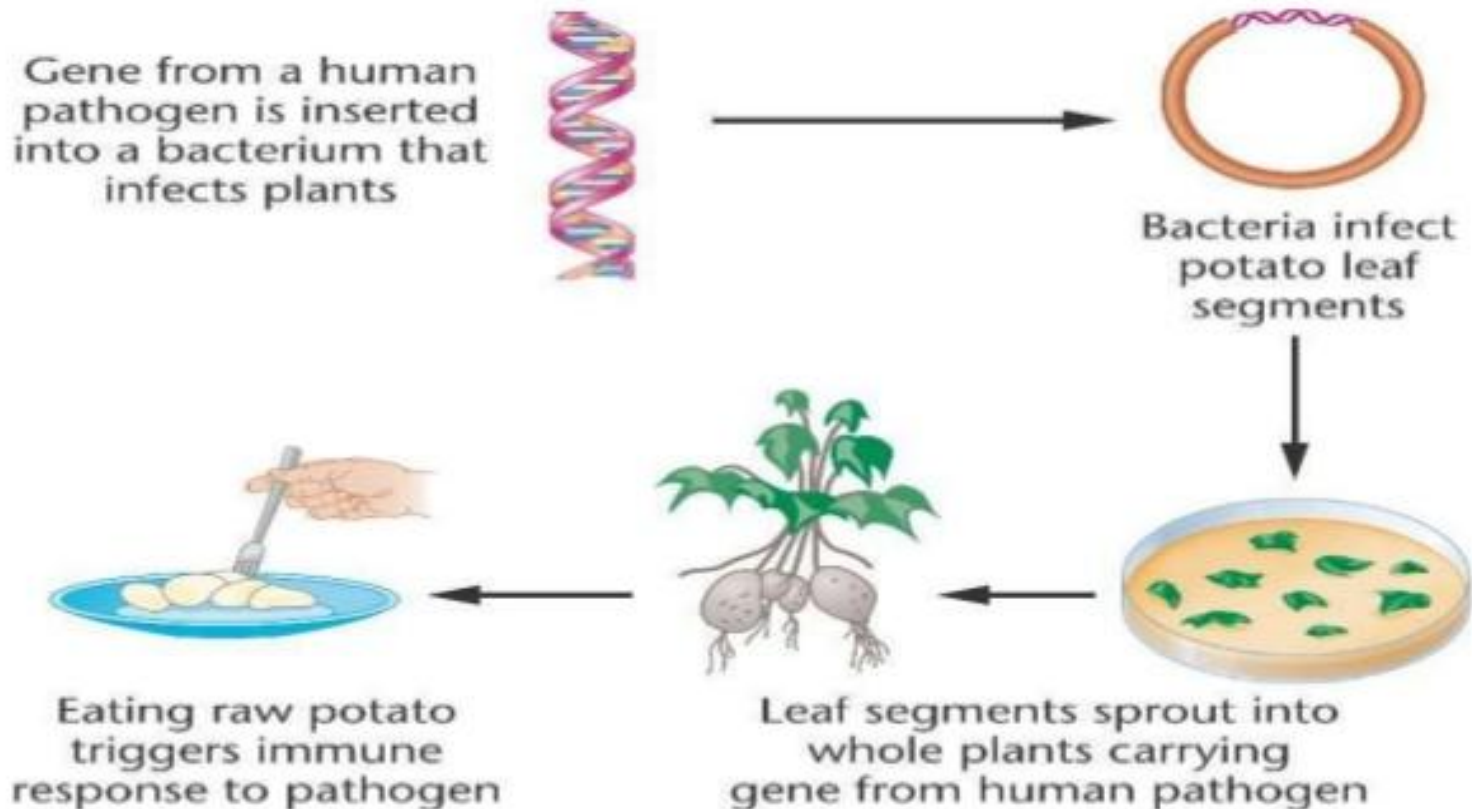 Gene from a human
pathogen is inserted
into a bacterium that
infects plants
Bacteria infect
potato leaf
segments
Leaf segments sprout into
whole plants carrying
gene from human pathogen
Eating raw potato
triggers immune
response to pathogen